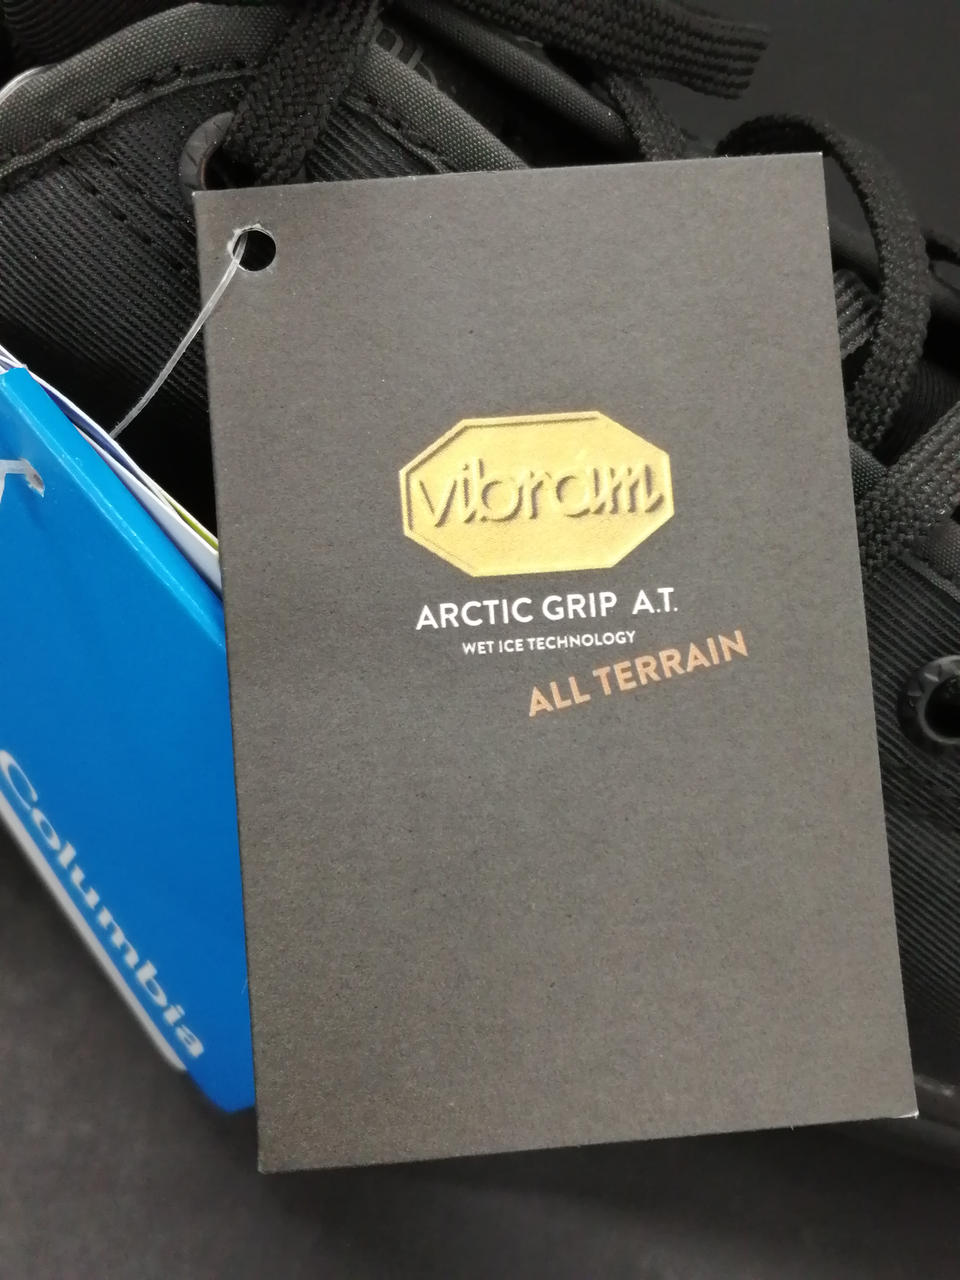 vibram
ARCTIC GRIP A.T.
WET ICE TECHNOLOGY
ALL TERRAIN
Columbia